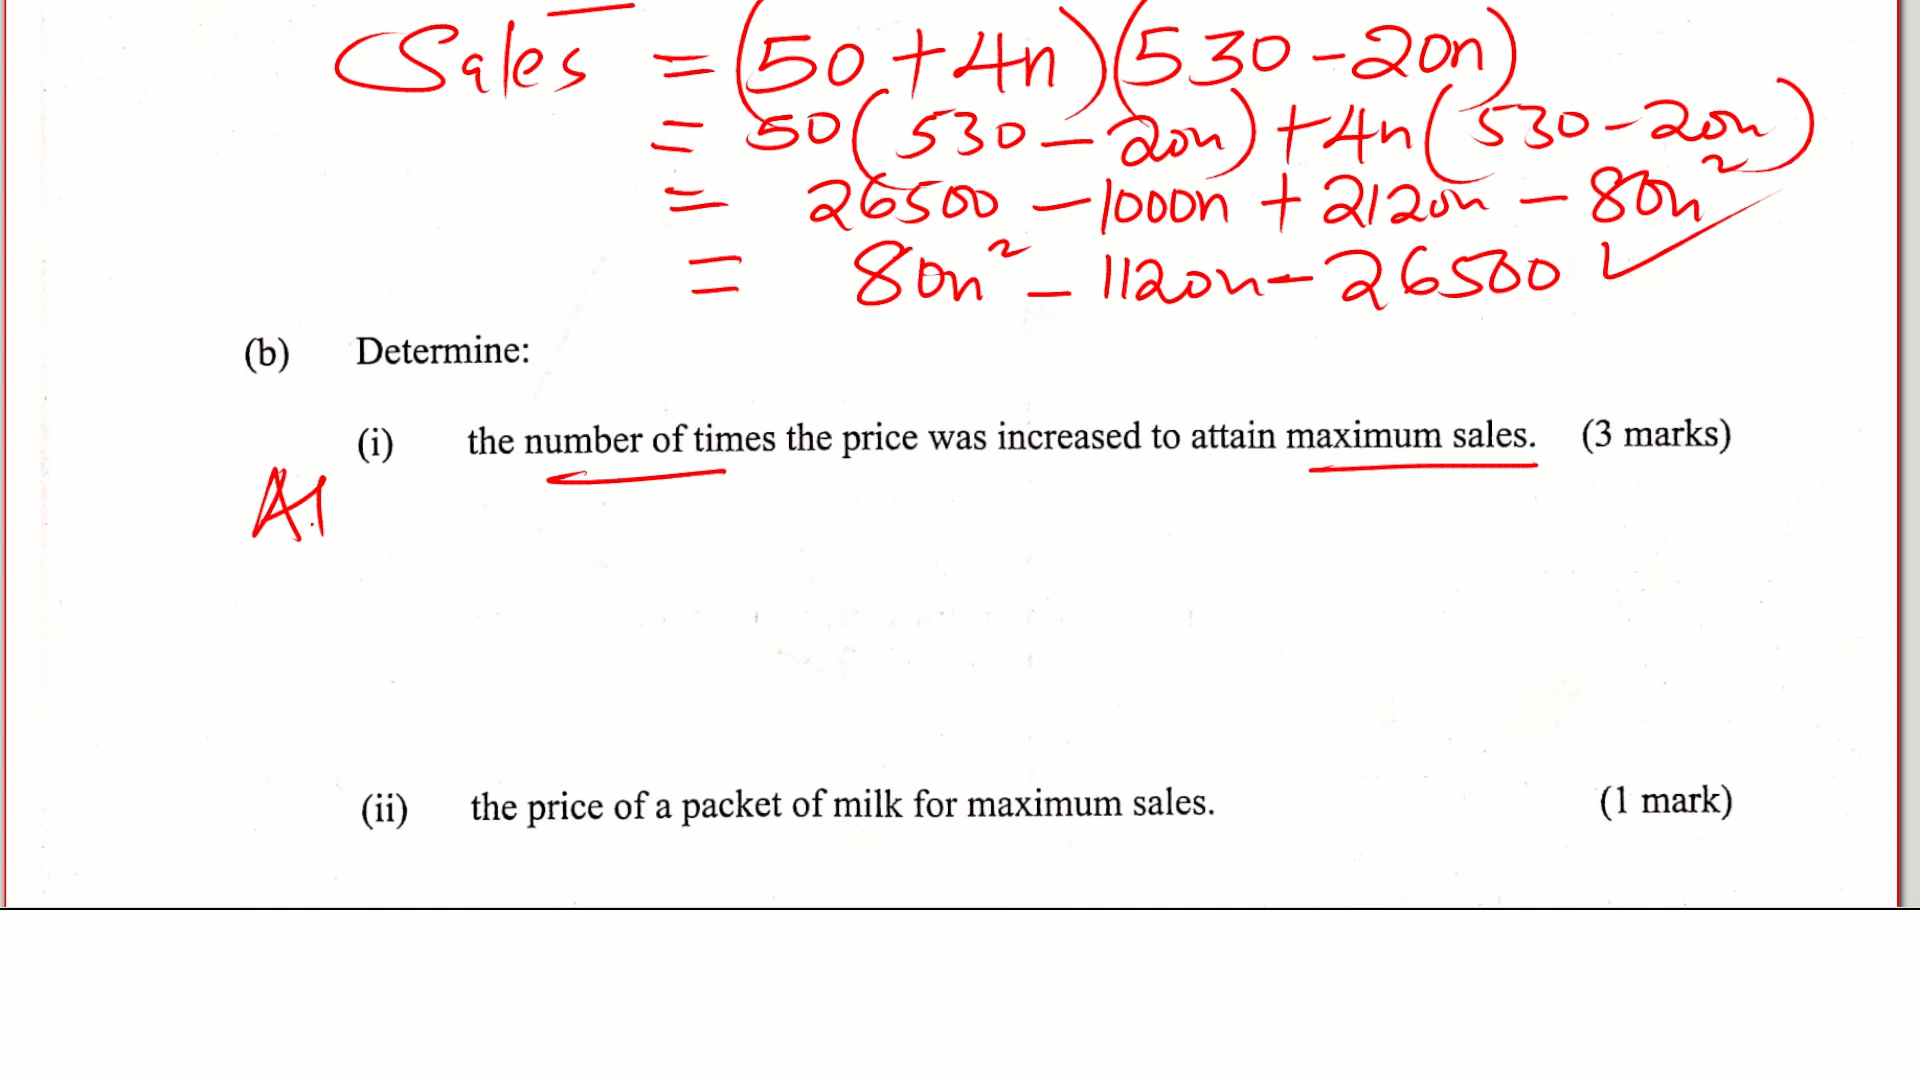 Sales = (50 + 4n)(530 - 20n)
= 50(530 - 20n) + 4n(530 - 20n)
= 26500 - 1000n + 2120n - 80n²
= 80n² - 1120n - 26500 ✓
(b) Determine:
(i) the number of times the price was increased to attain maximum sales. (3 marks)
At
(ii) the price of a packet of milk for maximum sales. (1 mark)